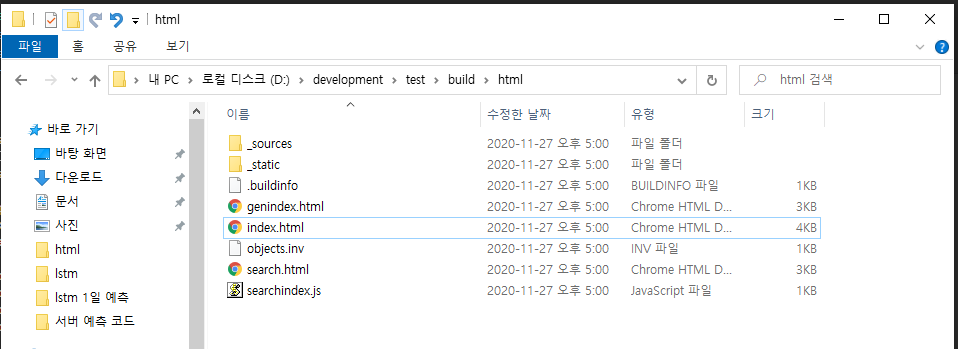 html
파일 홈 공유 보기
내 PC 로컬 디스크 (D:) development test build html html 검색
이름 수정한 날짜 유형 크기
바로 가기
바탕 화면
다운로드
문서
사진
html
lstm
lstm 1일 예측
서버 예측 코드
_sources 2020-11-27 오후 5:00 파일 폴더
_static 2020-11-27 오후 5:00 파일 폴더
.buildinfo 2020-11-27 오후 5:00 BUILDINFO 파일 1KB
genindex.html 2020-11-27 오후 5:00 Chrome HTML D... 3KB
index.html 2020-11-27 오후 5:00 Chrome HTML D... 4KB
objects.inv 2020-11-27 오후 5:00 INV 파일 1KB
search.html 2020-11-27 오후 5:00 Chrome HTML D... 3KB
searchindex.js 2020-11-27 오후 5:00 JavaScript 파일 1KB